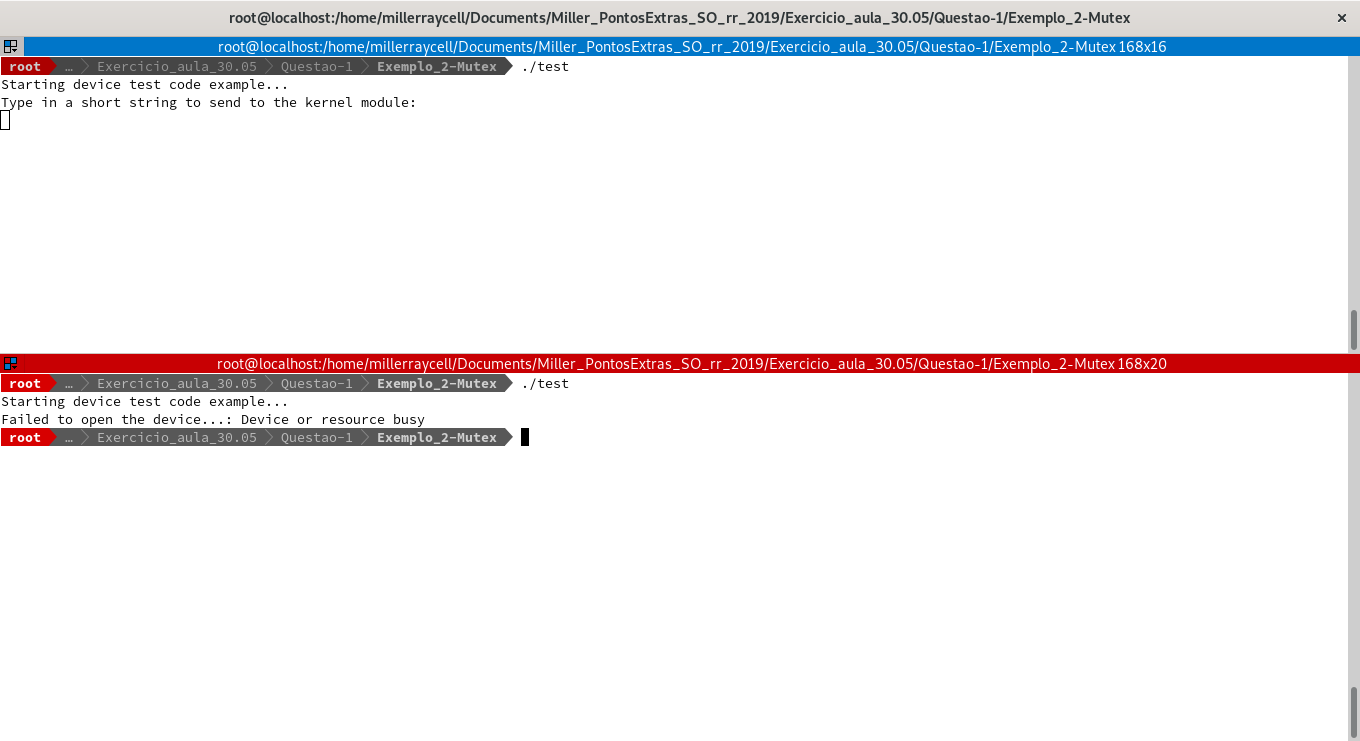 root@localhost:/home/millerraycell/Documents/Miller_PontosExtras_SO_rr_2019/Exercicio_aula_30.05/Questao-1/Exemplo_2-Mutex
root@localhost:/home/millerraycell/Documents/Miller_PontosExtras_SO_rr_2019/Exercicio_aula_30.05/Questao-1/Exemplo_2-Mutex 168x16
root … Exercicio_aula_30.05 Questao-1 Exemplo_2-Mutex ./test
Starting device test code example...
Type in a short string to send to the kernel module:
root@localhost:/home/millerraycell/Documents/Miller_PontosExtras_SO_rr_2019/Exercicio_aula_30.05/Questao-1/Exemplo_2-Mutex 168x20
root … Exercicio_aula_30.05 Questao-1 Exemplo_2-Mutex ./test
Starting device test code example...
Failed to open the device...: Device or resource busy
root … Exercicio_aula_30.05 Questao-1 Exemplo_2-Mutex